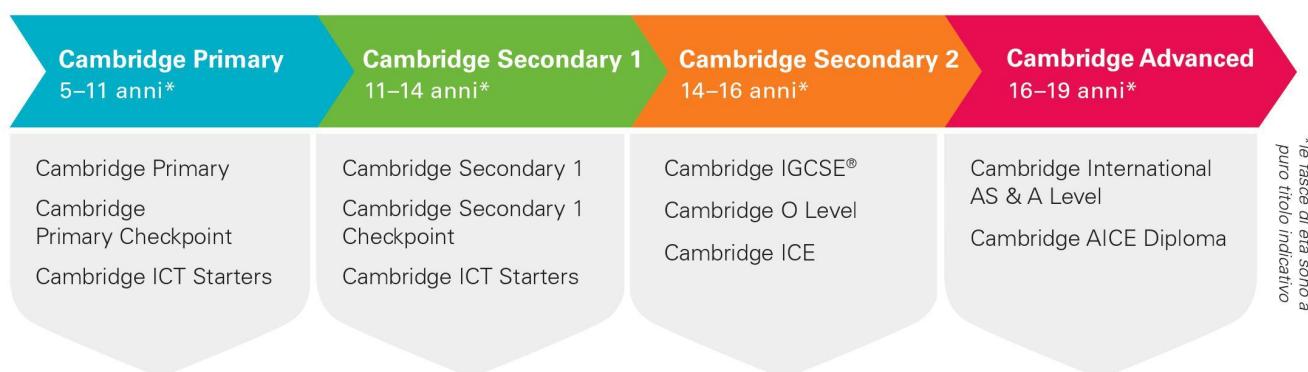 Cambridge Primary
5–11 anni*
Cambridge Secondary 1
11–14 anni*
Cambridge Secondary 2
14–16 anni*
Cambridge Advanced
16–19 anni*
Cambridge Primary
Cambridge
Primary Checkpoint
Cambridge ICT Starters
Cambridge Secondary 1
Cambridge Secondary 1
Checkpoint
Cambridge ICT Starters
Cambridge IGCSE®
Cambridge O Level
Cambridge ICE
Cambridge International
AS & A Level
Cambridge AICE Diploma
*le fasce di età sono a
puro titolo indicativo